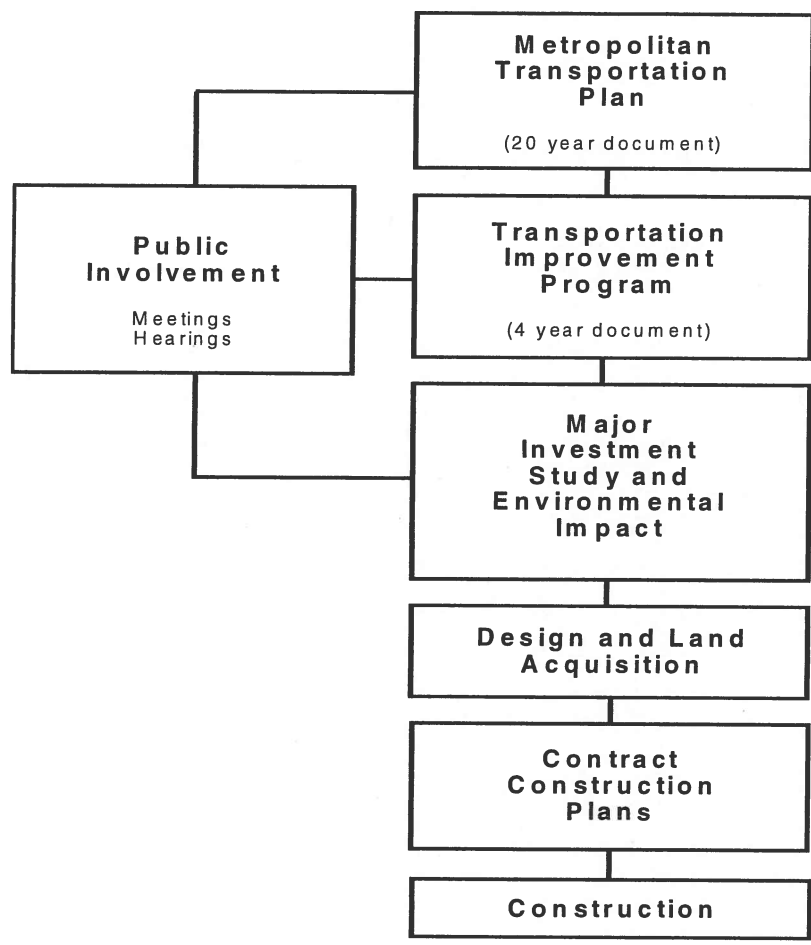 Metropolitan
Transportation
Plan
(20 year document)
Public
Involvement
Meetings
Hearings
Transportation
Improvement
Program
(4 year document)
Major
Investment
Study and
Environmental
Impact
Design and Land
Acquisition
Contract
Construction
Plans
Construction